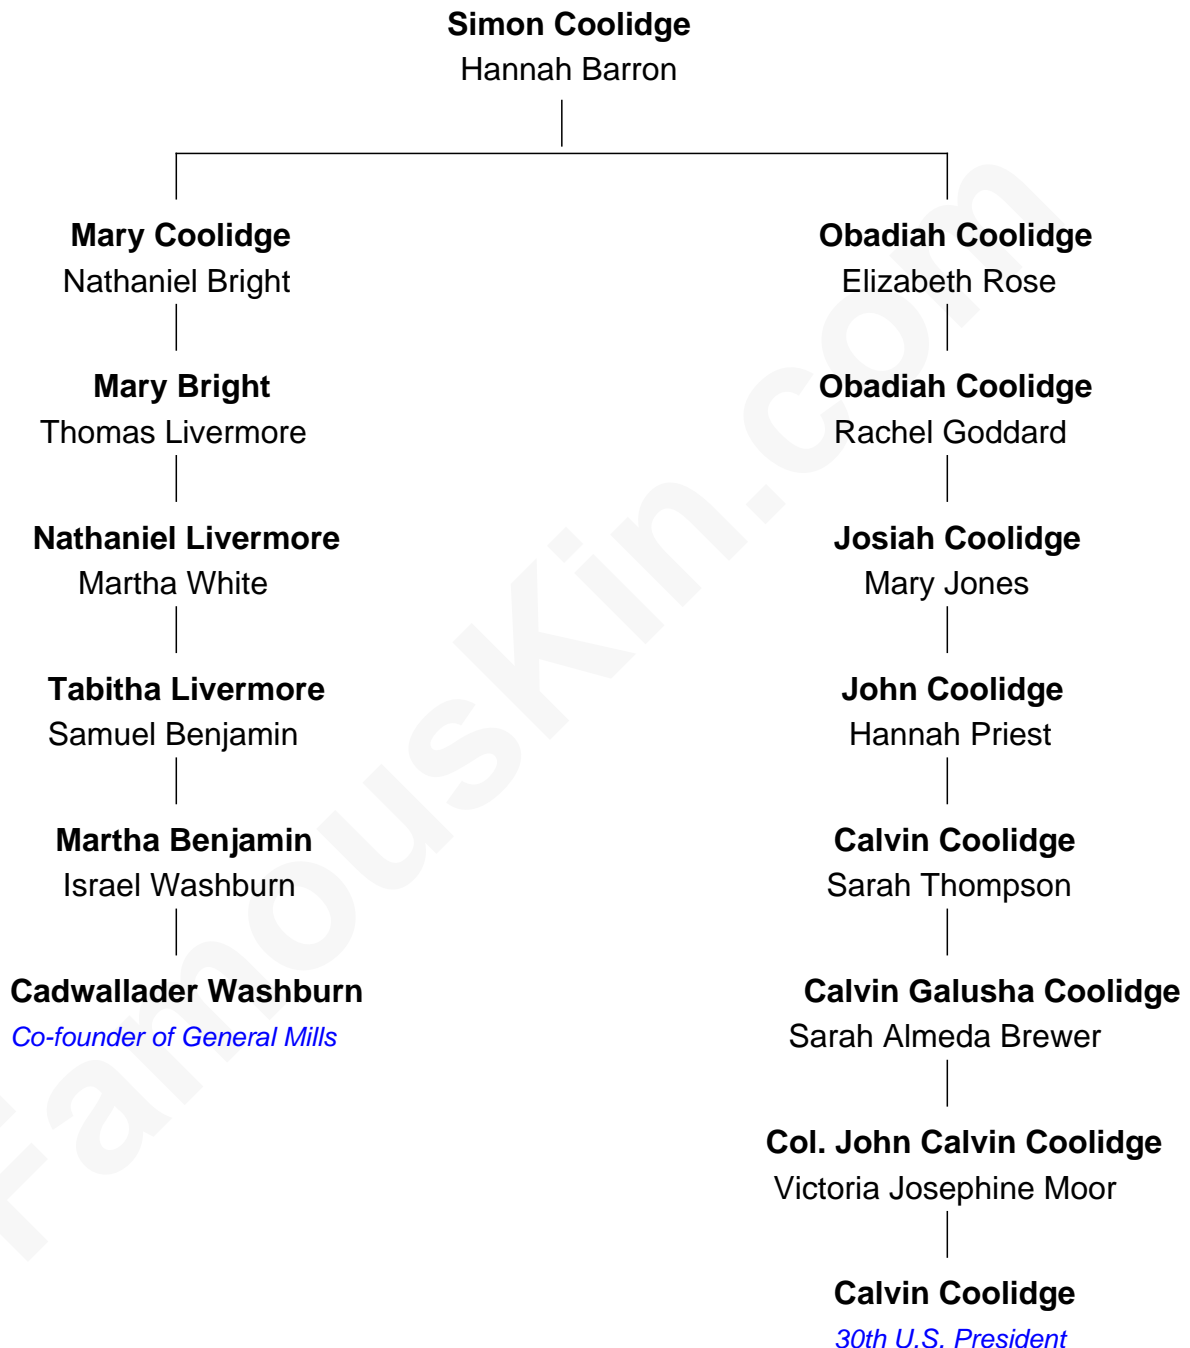 Simon Coolidge
Hannah Barron
Mary Coolidge
Nathaniel Bright
Obadiah Coolidge
Elizabeth Rose
Mary Bright
Thomas Livermore
Obadiah Coolidge
Rachel Goddard
Nathaniel Livermore
Martha White
Josiah Coolidge
Mary Jones
Tabitha Livermore
Samuel Benjamin
John Coolidge
Hannah Priest
Martha Benjamin
Israel Washburn
Calvin Coolidge
Sarah Thompson
Cadwallader Washburn
Co-founder of General Mills
Calvin Galusha Coolidge
Sarah Almeda Brewer
Col. John Calvin Coolidge
Victoria Josephine Moor
Calvin Coolidge
30th U.S. President
FamousKin.com